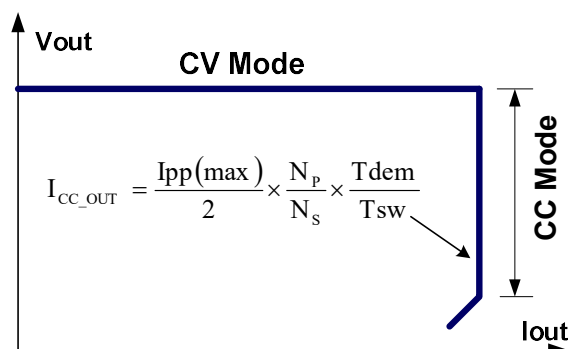 Vout
CV Mode
I_CC_OUT = Ipp(max)/2 × N_P/N_S × Tdem/Tsw
CC Mode
Iout